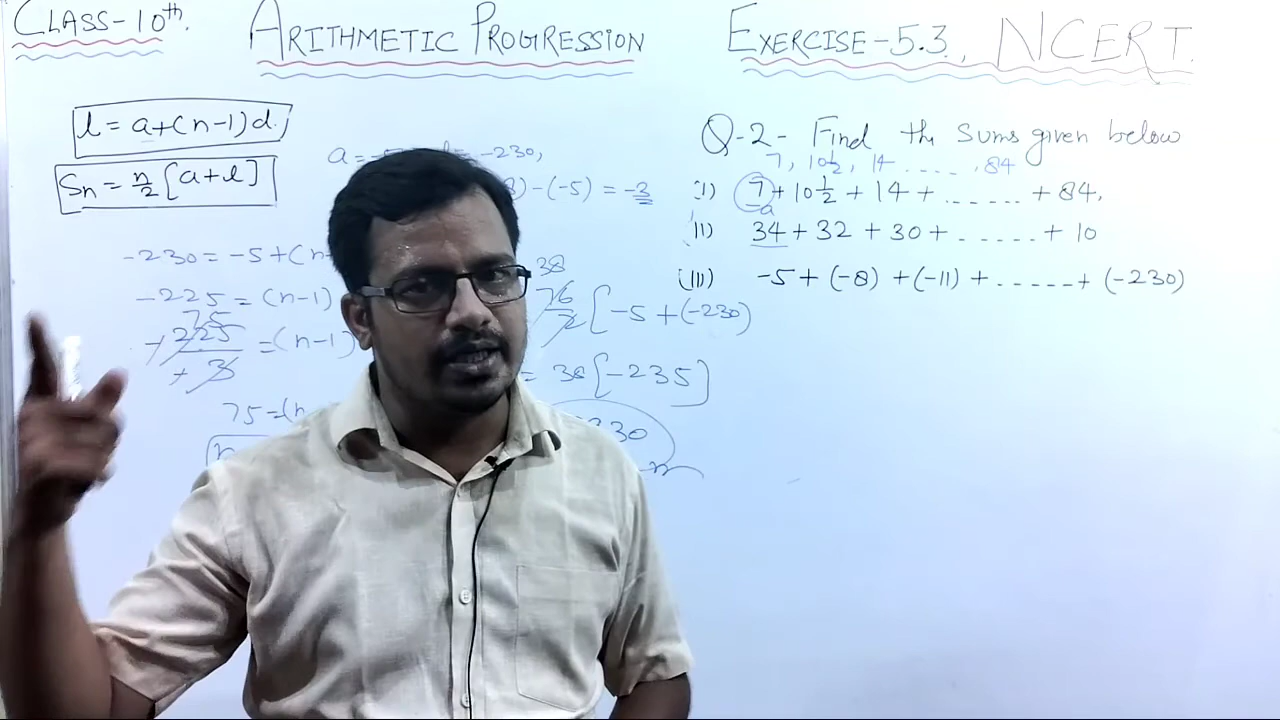 CLASS-10th.
ARITHMETIC PROGRESSION
EXERCISE-5.3, NCERT.
l = a+(n-1)d.
Sn = n/2 [a+l]
a = -230,
) - (-5) = -3
-230 = -5 + (n-
-225 = (n-1)
75
+225/+3 = (n-1)
75 = (n
38
76/2 [-5 + (-230)
= 38 [-235]
30
Q-2- Find the sums given below
7, 10½, 14 ..... , 84
(i) 7 + 10½ + 14 + ...... + 84,
a
(ii) 34 + 32 + 30 + ...... + 10
(iii) -5 + (-8) + (-11) + ...... + (-230)